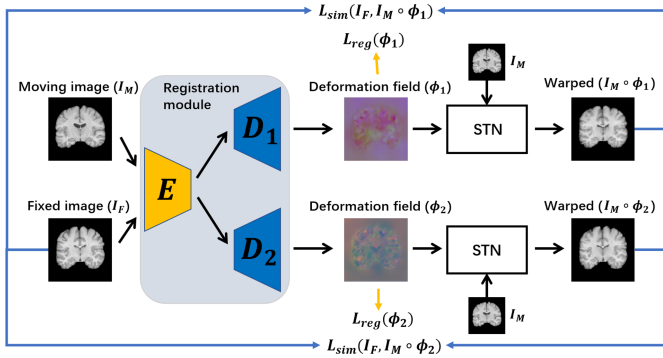 L_sim(I_F, I_M ∘ ϕ_1)
L_reg(ϕ_1)
I_M
Moving image (I_M)
Registration
module
Deformation field (ϕ_1)
Warped (I_M ∘ ϕ_1)
D_1
STN
E
Fixed image (I_F)
Deformation field (ϕ_2)
Warped (I_M ∘ ϕ_2)
D_2
STN
I_M
L_reg(ϕ_2)
L_sim(I_F, I_M ∘ ϕ_2)